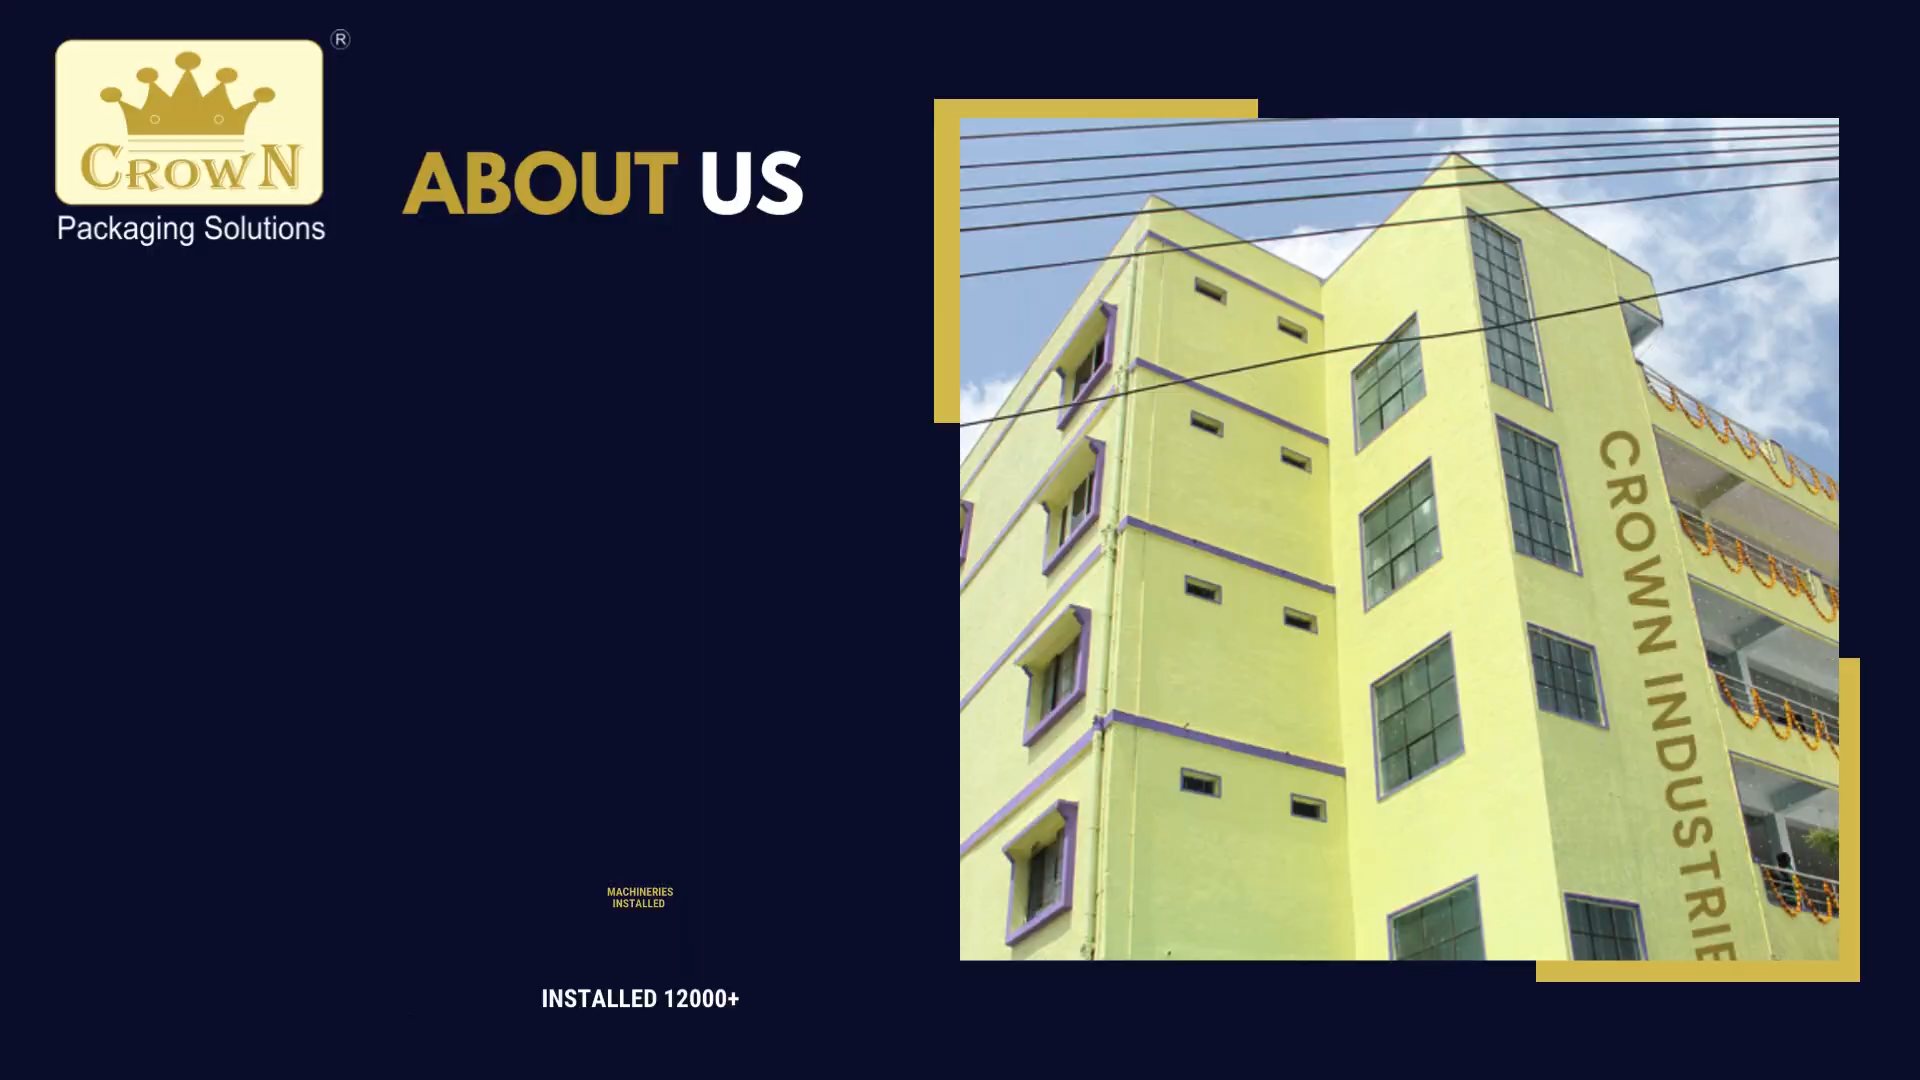 ®
CROWN
Packaging Solutions
ABOUT US
CROWN INDUSTRIE
MACHINERIES
INSTALLED
INSTALLED 12000+